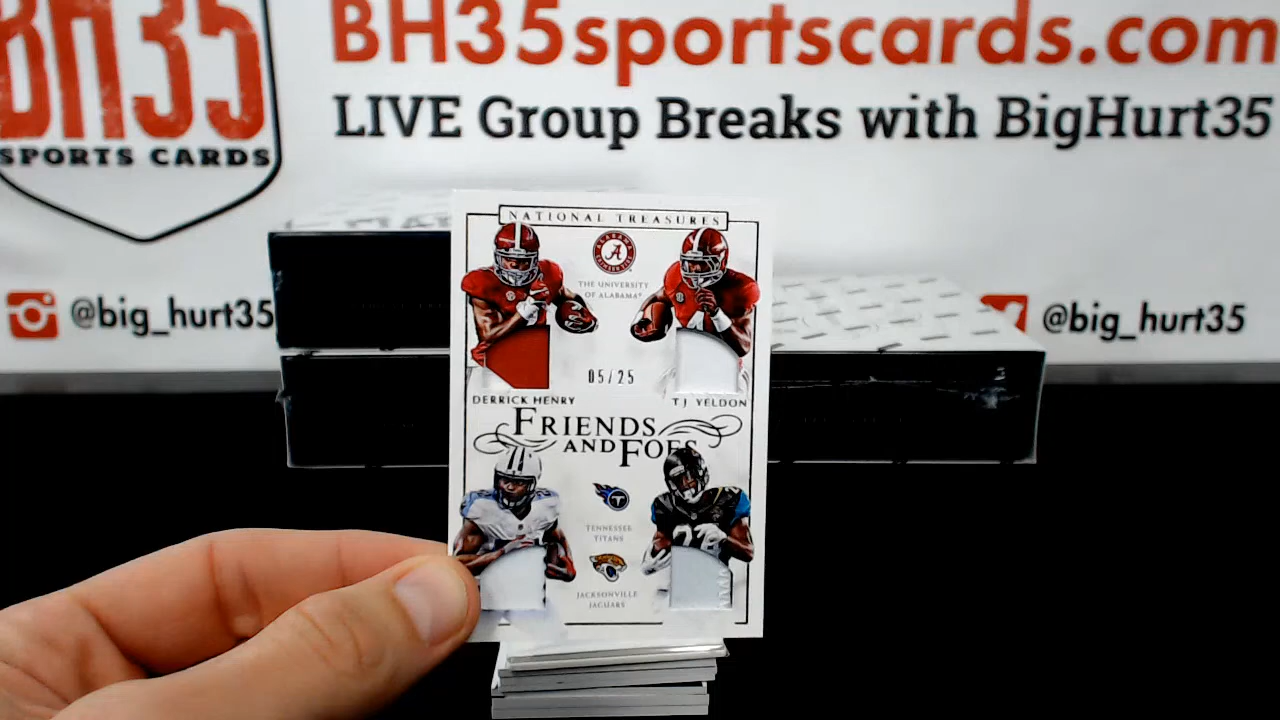 BH35
SPORTS CARDS
BH35sportscards.com
LIVE Group Breaks with BigHurt35
@big_hurt35
@big_hurt35
NATIONAL TREASURES
ALABAMA
A
THE UNIVERSITY
OF ALABAMA
05/25
DERRICK HENRY
TJ YELDON
FRIENDS
AND FOES
T
TENNESSEE
TITANS
JACKSONVILLE
JAGUARS